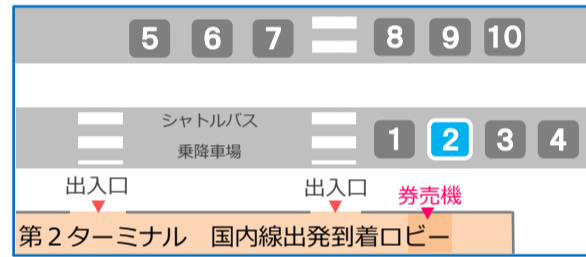 5 6 7 8 9 10
シャトルバス
乗降車場
1 2 3 4
出入口 出入口 券売機
第2ターミナル 国内線出発到着ロビー